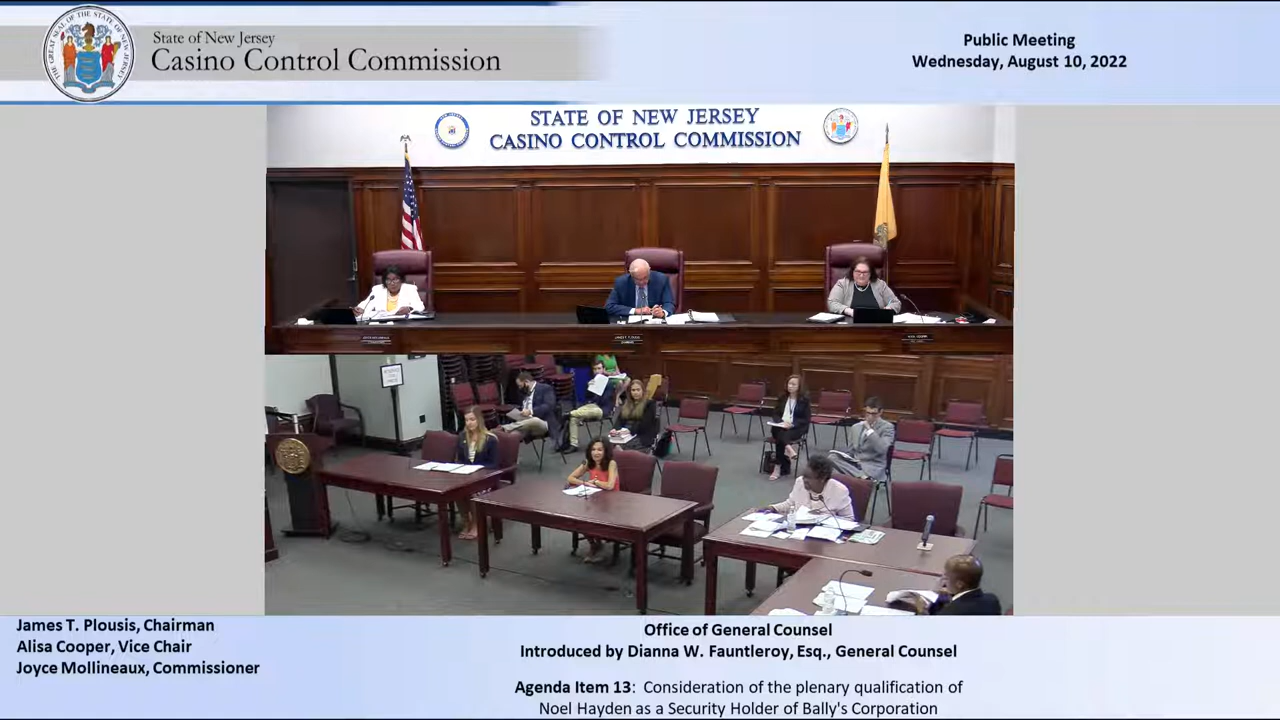 State of New Jersey
Casino Control Commission
Public Meeting
Wednesday, August 10, 2022
STATE OF NEW JERSEY
CASINO CONTROL COMMISSION
James T. Plousis, Chairman
Alisa Cooper, Vice Chair
Joyce Mollineaux, Commissioner
Office of General Counsel
Introduced by Dianna W. Fauntleroy, Esq., General Counsel
Agenda Item 13: Consideration of the plenary qualification of
Noel Hayden as a Security Holder of Bally's Corporation